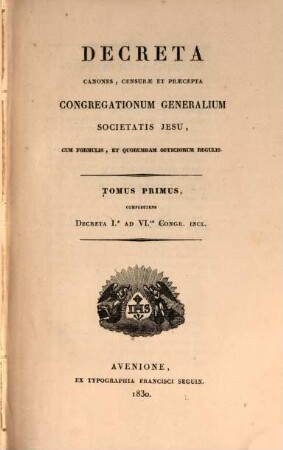 DECRETA
CANONES, CENSURÆ ET PRÆCEPTA
CONGREGATIONUM GENERALIUM
SOCIETATIS JESU,
CUM FORMULIS, ET QUORUMDAM OFFICIORUM REGULIS.
TOMUS PRIMUS,
COMPLECTENS
DECRETA I.ᵃ AD VI.ᵃᵐ CONGR. INCL.
IHS
AVENIONE,
EX TYPOGRAPHIA FRANCISCI SEGUIN.
1830.